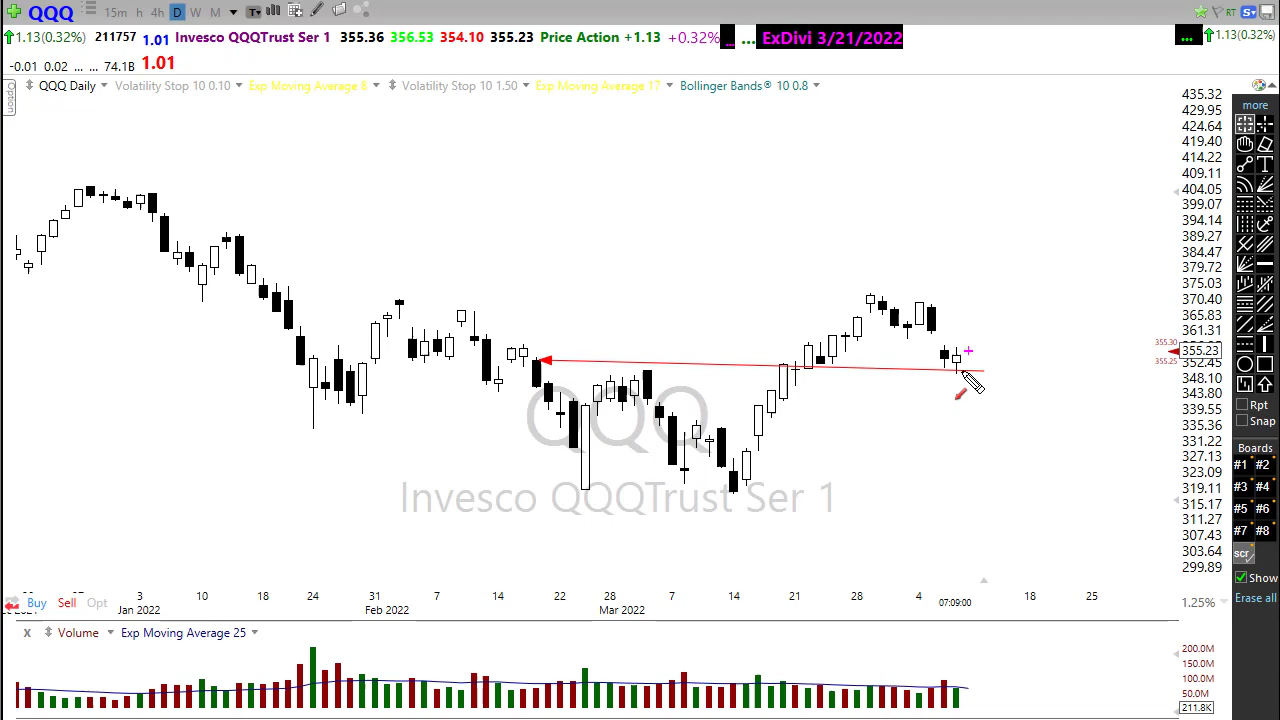 QQQ 15m h 4h D W M T RT S
1.13(0.32%) 211757 1.01 Invesco QQQTrust Ser 1 355.36 356.53 354.10 355.23 Price Action +1.13 +0.32% ... ... ExDivi 3/21/2022 ... 1.13(0.32%)
-0.01 0.02 ... ... 74.1B 1.01
Option
QQQ Daily Volatility Stop 10 0.10 Exp Moving Average 8 Volatility Stop 10 1.50 Exp Moving Average 17 Bollinger Bands® 10 0.8
435.32
429.95
424.64
419.40
414.22
409.11
404.05
399.07
394.14
389.27
384.47
379.72
375.03
370.40
365.83
361.31
355.30
355.23
355.25
352.45
348.10
343.80
339.55
335.36
331.22
327.13
323.09
319.11
315.17
311.27
307.43
303.64
299.89
more
T
Rpt
Snap
Boards
#1 #2
#3 #4
#5 #6
#7 #8
scr
Show
Erase all
QQQ
Invesco QQQTrust Ser 1
3 10 18 24 31 7 14 22 28 7 14 21 28 4 11 18 25
Jan 2022 Feb 2022 Mar 2022 07:09:00
Buy Sell Opt
1.25%
x Volume Exp Moving Average 25
200.0M
150.0M
100.0M
50.0M
211.8K